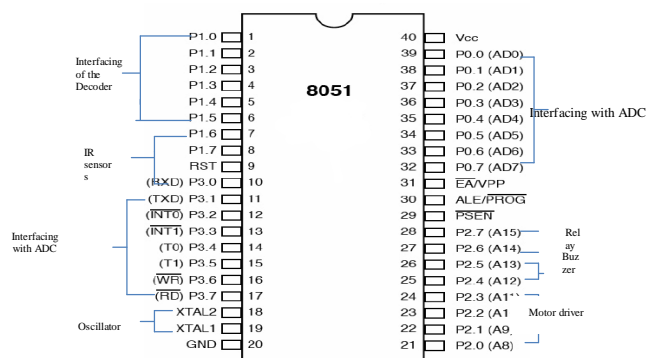 P1.0 1 40 Vcc
P1.1 2 39 P0.0 (AD0)
P1.2 3 38 P0.1 (AD1)
P1.3 4 37 P0.2 (AD2)
P1.4 5 36 P0.3 (AD3)
P1.5 6 35 P0.4 (AD4)
P1.6 7 34 P0.5 (AD5)
P1.7 8 33 P0.6 (AD6)
RST 9 32 P0.7 (AD7)
(RXD) P3.0 10 31 EA/VPP
(TXD) P3.1 11 30 ALE/PROG
(INT0) P3.2 12 29 PSEN
(INT1) P3.3 13 28 P2.7 (A15)
(T0) P3.4 14 27 P2.6 (A14)
(T1) P3.5 15 26 P2.5 (A13)
(WR) P3.6 16 25 P2.4 (A12)
(RD) P3.7 17 24 P2.3 (A1
XTAL2 18 23 P2.2 (A1
XTAL1 19 22 P2.1 (A9
GND 20 21 P2.0 (A8)
8051
Interfacing
of the
Decoder
IR
sensor
s
Interfacing
with ADC
Oscillator
Interfacing with ADC
Rel
ay
Buz
zer
Motor driver